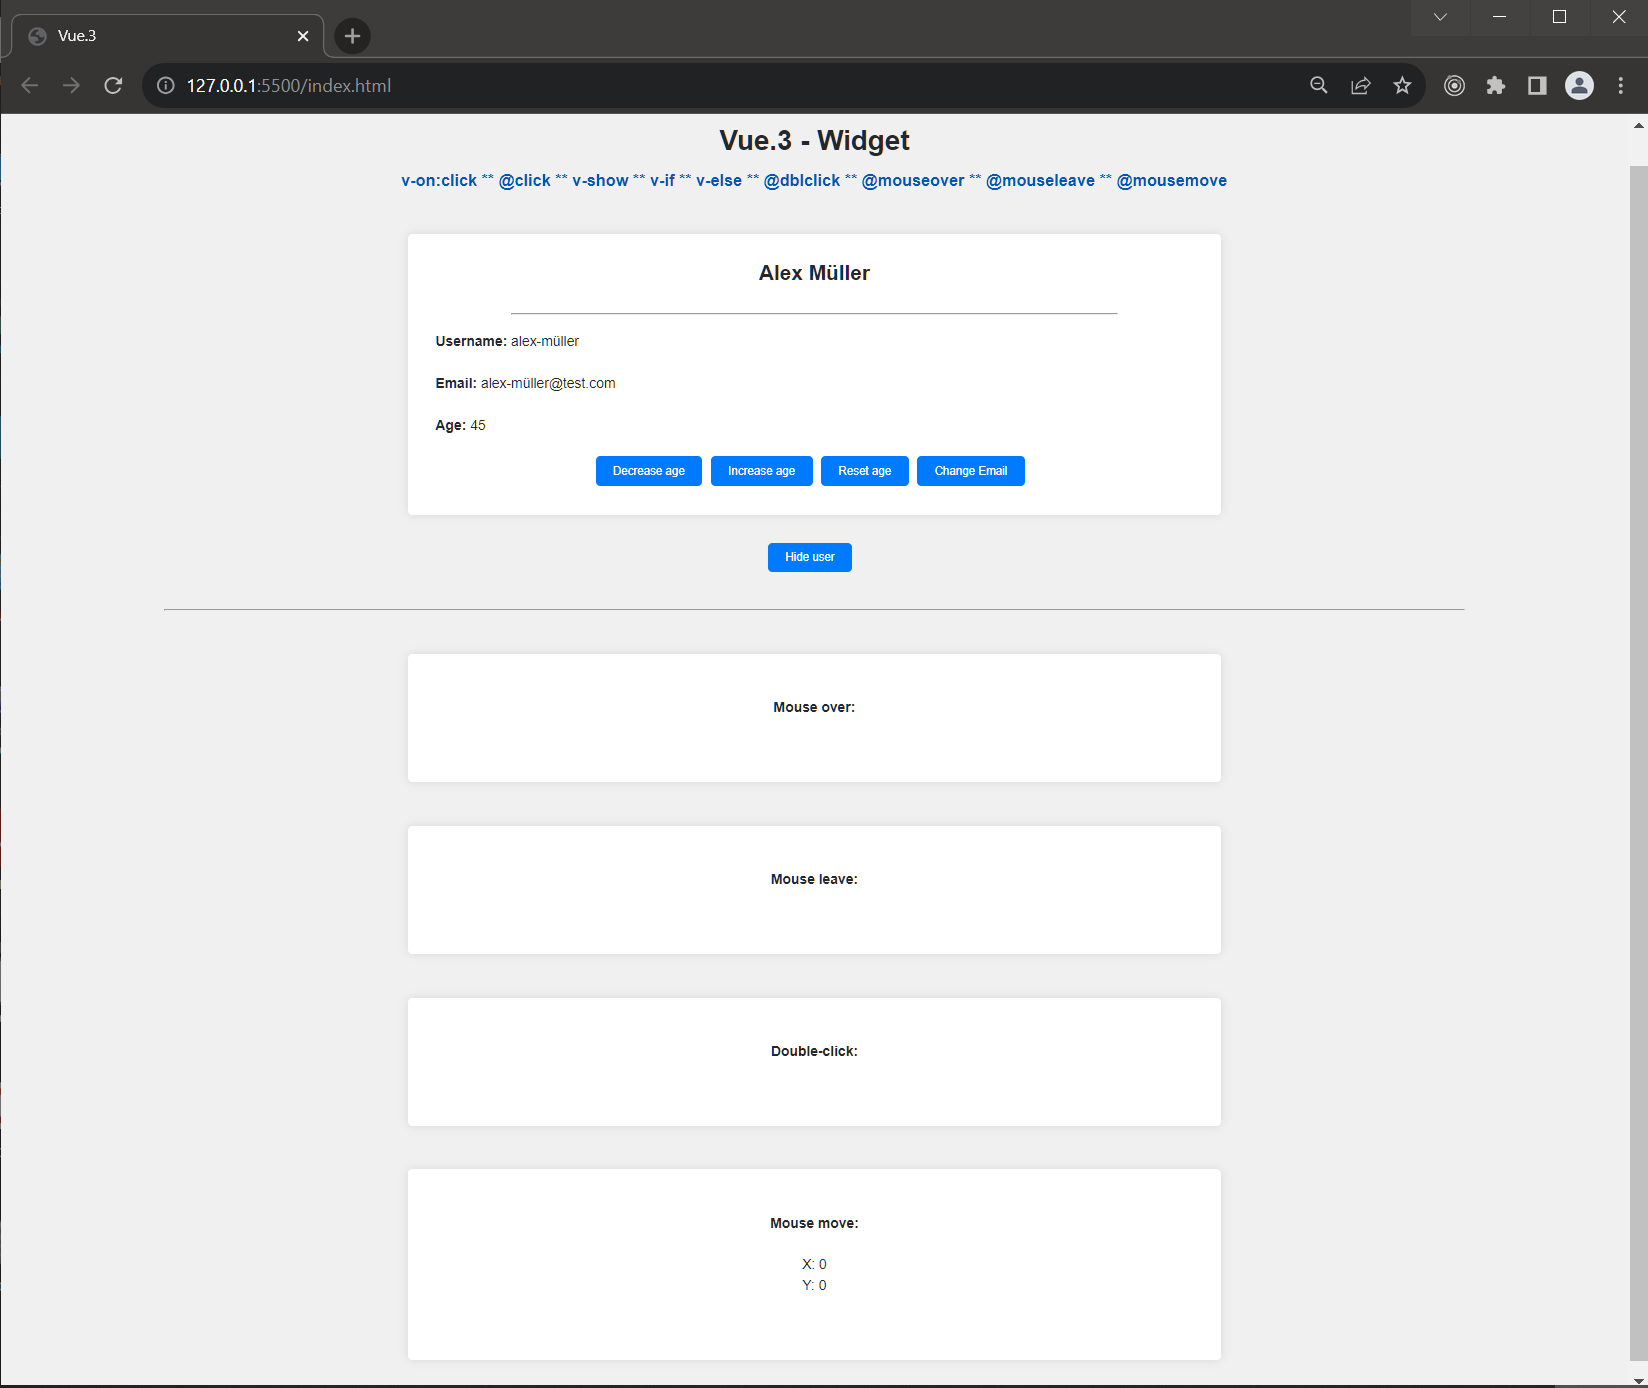 Vue.3
127.0.0.1:5500/index.html
Vue.3 - Widget
v-on:click ** @click ** v-show ** v-if ** v-else ** @dblclick ** @mouseover ** @mouseleave ** @mousemove
Alex Müller
Username: alex-müller
Email: alex-müller@test.com
Age: 45
Decrease age Increase age Reset age Change Email
Hide user
Mouse over:
Mouse leave:
Double-click:
Mouse move:
X: 0
Y: 0